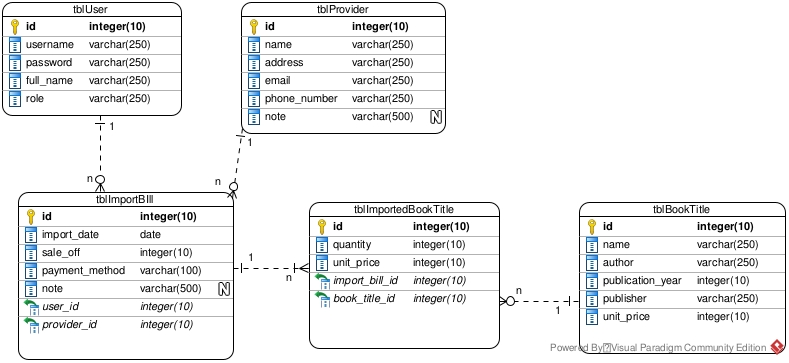 tblUser
id integer(10)
username varchar(250)
password varchar(250)
full_name varchar(250)
role varchar(250)
tblProvider
id integer(10)
name varchar(250)
address varchar(250)
email varchar(250)
phone_number varchar(250)
note varchar(500) N
1
1
n
n
tblImportBIll
id integer(10)
import_date date
sale_off integer(10)
payment_method varchar(100)
note varchar(500) N
user_id integer(10)
provider_id integer(10)
1
n
tblImportedBookTitle
id integer(10)
quantity integer(10)
unit_price integer(10)
import_bill_id integer(10)
book_title_id integer(10)
n
1
tblBookTitle
id integer(10)
name varchar(250)
author varchar(250)
publication_year integer(10)
publisher varchar(250)
unit_price integer(10)
Powered By Visual Paradigm Community Edition